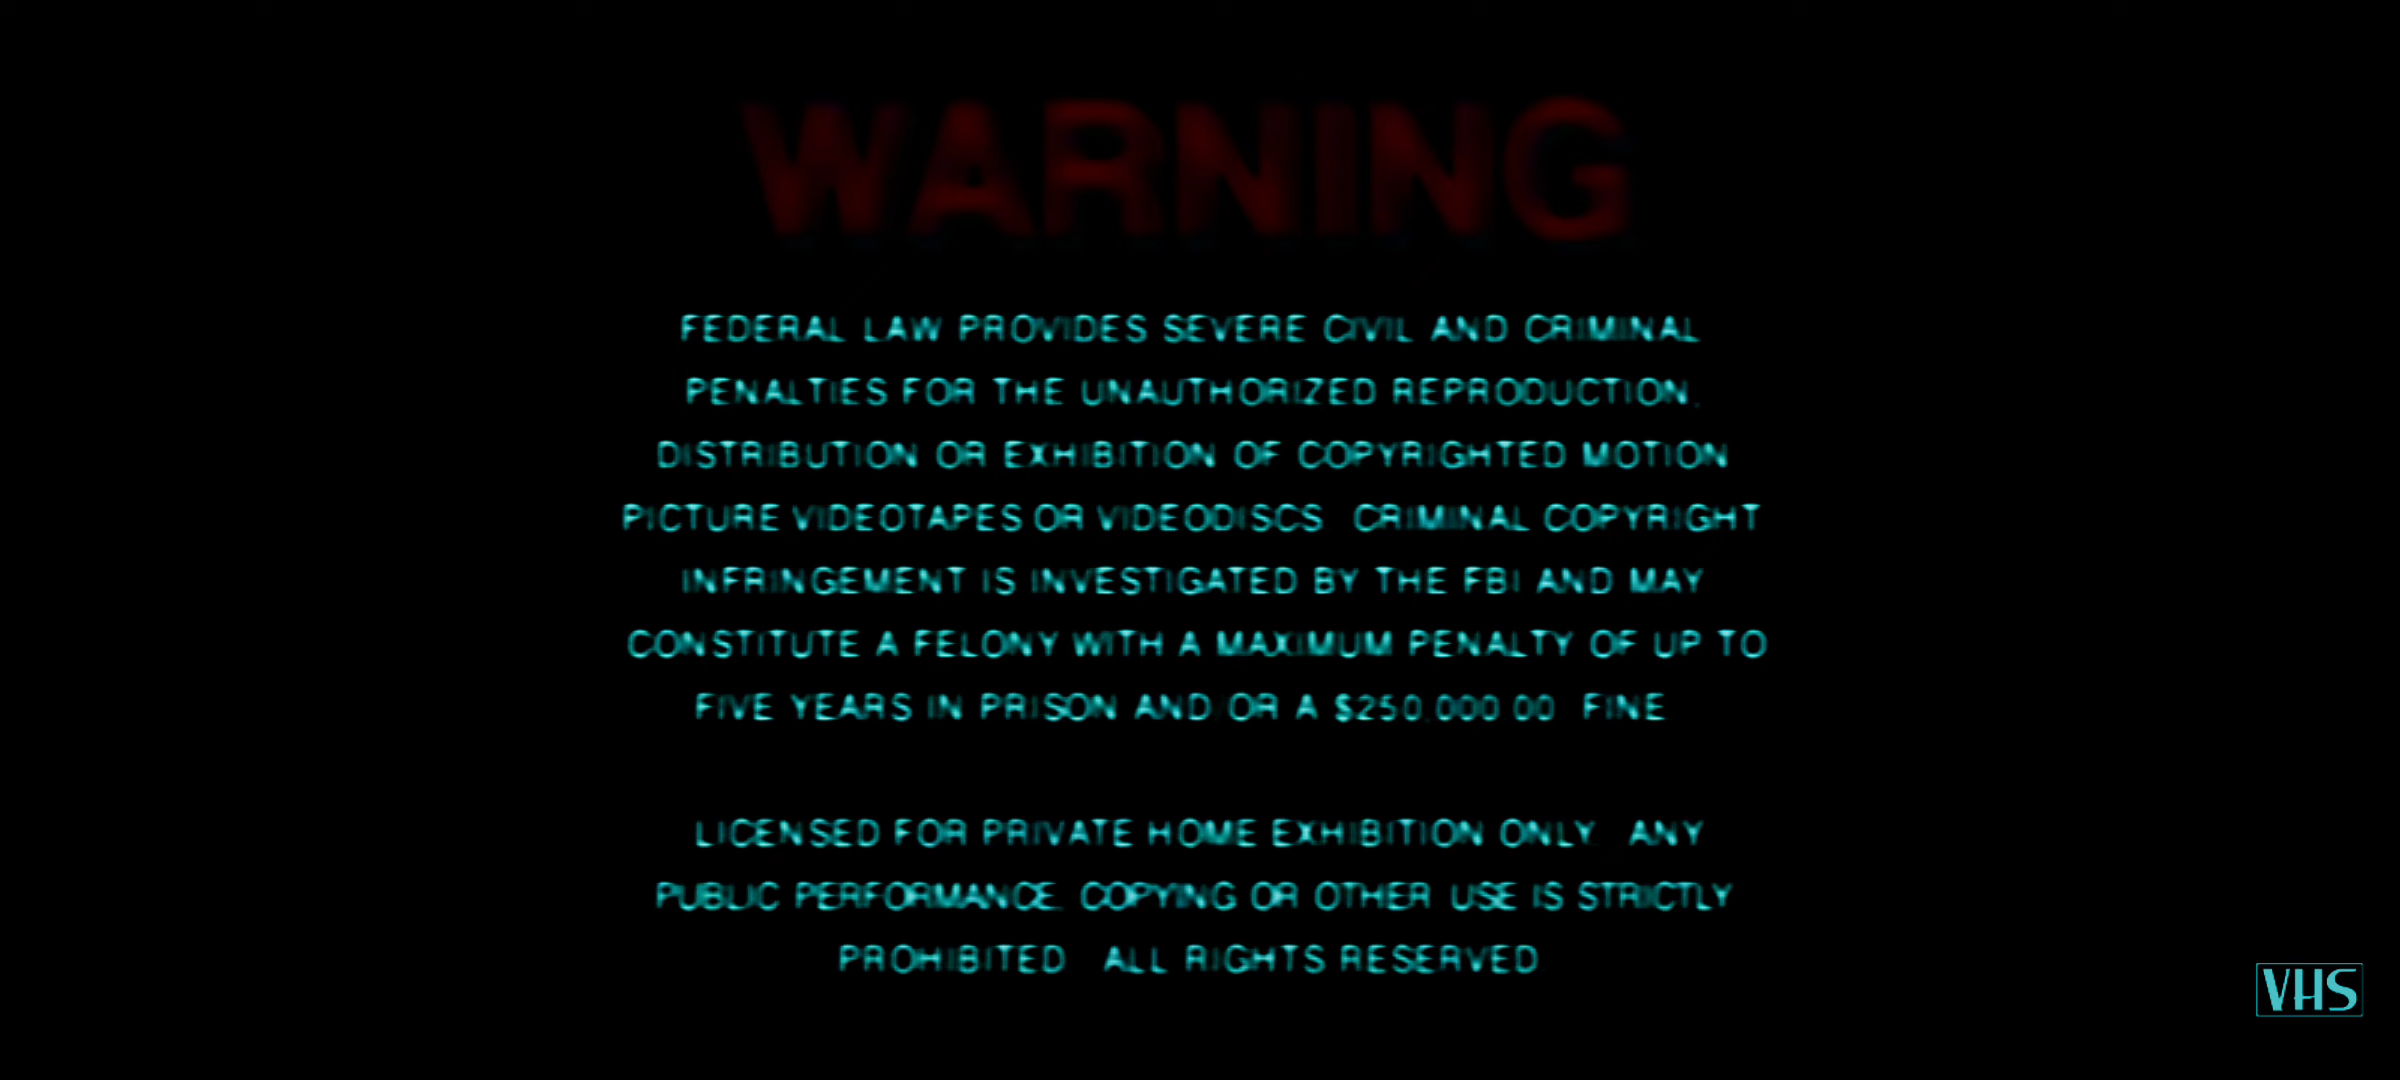 WARNING
FEDERAL LAW PROVIDES SEVERE CIVIL AND CRIMINAL
PENALTIES FOR THE UNAUTHORIZED REPRODUCTION,
DISTRIBUTION OR EXHIBITION OF COPYRIGHTED MOTION
PICTURE VIDEOTAPES OR VIDEODISCS CRIMINAL COPYRIGHT
INFRINGEMENT IS INVESTIGATED BY THE FBI AND MAY
CONSTITUTE A FELONY WITH A MAXIMUM PENALTY OF UP TO
FIVE YEARS IN PRISON AND/OR A $250,000.00 FINE
LICENSED FOR PRIVATE HOME EXHIBITION ONLY ANY
PUBLIC PERFORMANCE, COPYING OR OTHER USE IS STRICTLY
PROHIBITED ALL RIGHTS RESERVED
VHS